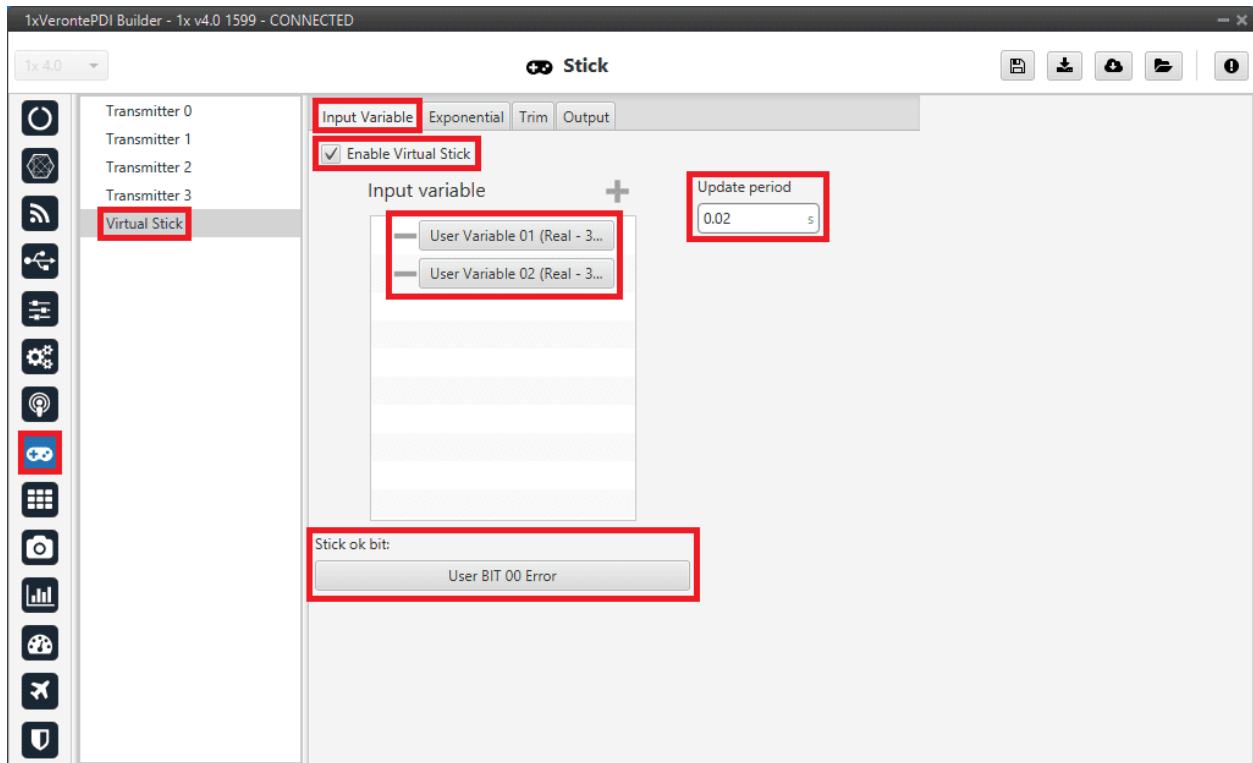 1xVerontePDI Builder - 1x v4.0 1599 - CONNECTED
1x 4.0
Stick
Transmitter 0
Transmitter 1
Transmitter 2
Transmitter 3
Virtual Stick
Input Variable Exponential Trim Output
Enable Virtual Stick
Input variable
Update period
0.02 s
User Variable 01 (Real - 3...
User Variable 02 (Real - 3...
Stick ok bit:
User BIT 00 Error